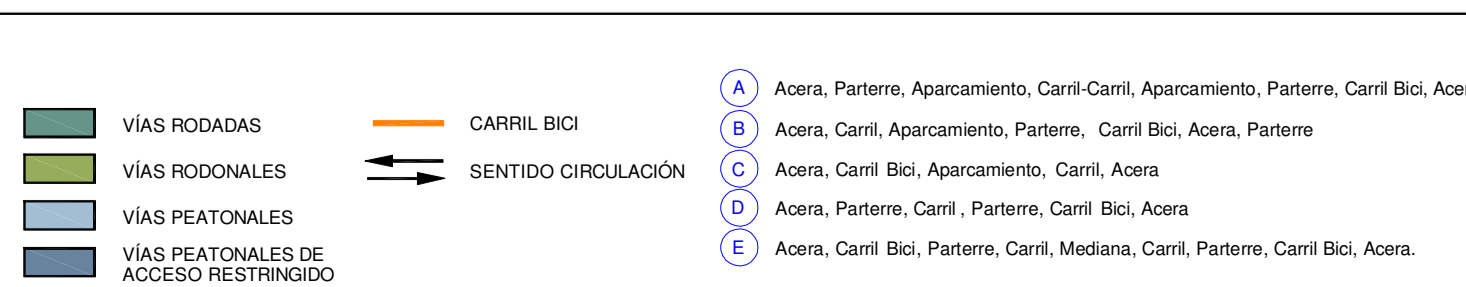 VÍAS RODADAS
VÍAS RODONALES
VÍAS PEATONALES
VÍAS PEATONALES DE
ACCESO RESTRINGIDO
CARRIL BICI
SENTIDO CIRCULACIÓN
A Acera, Parterre, Aparcamiento, Carril-Carril, Aparcamiento, Parterre, Carril Bici, Acer
B Acera, Carril, Aparcamiento, Parterre, Carril Bici, Acera, Parterre
C Acera, Carril Bici, Aparcamiento, Carril, Acera
D Acera, Parterre, Carril , Parterre, Carril Bici, Acera
E Acera, Carril Bici, Parterre, Carril, Mediana, Carril, Parterre, Carril Bici, Acera.